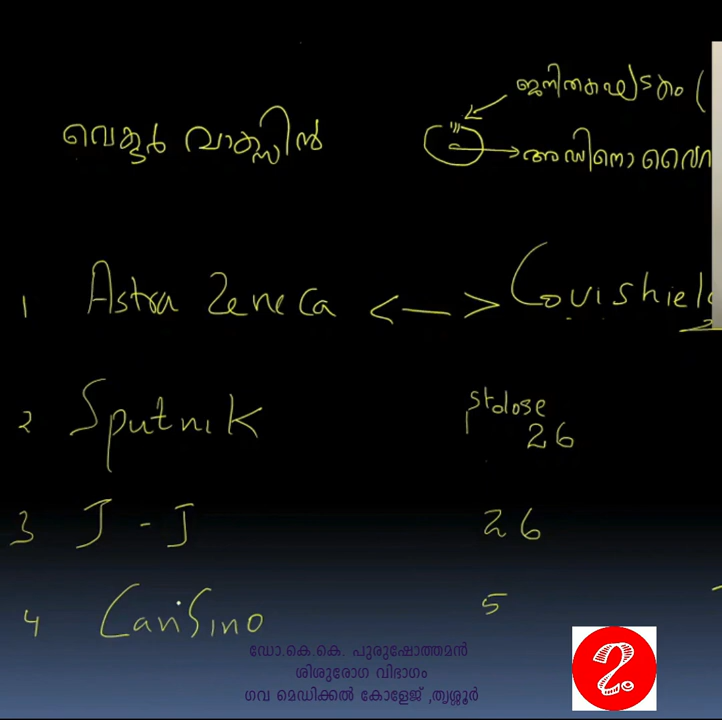 ജനിതകഘടകം (
വെക്ടർ വാക്സിൻ
അഡിനൊ വൈറ
1 Astra Zeneca <—> Covishield
2 Sputnik 1st dose 26
3 J - J 26
4 CanSino 5
ഡോ.കെ.കെ. പുരുഷോത്തമൻ
ശിശുരോഗ വിഭാഗം
ഗവ മെഡിക്കൽ കോളേജ് ,തൃശ്ശൂർ